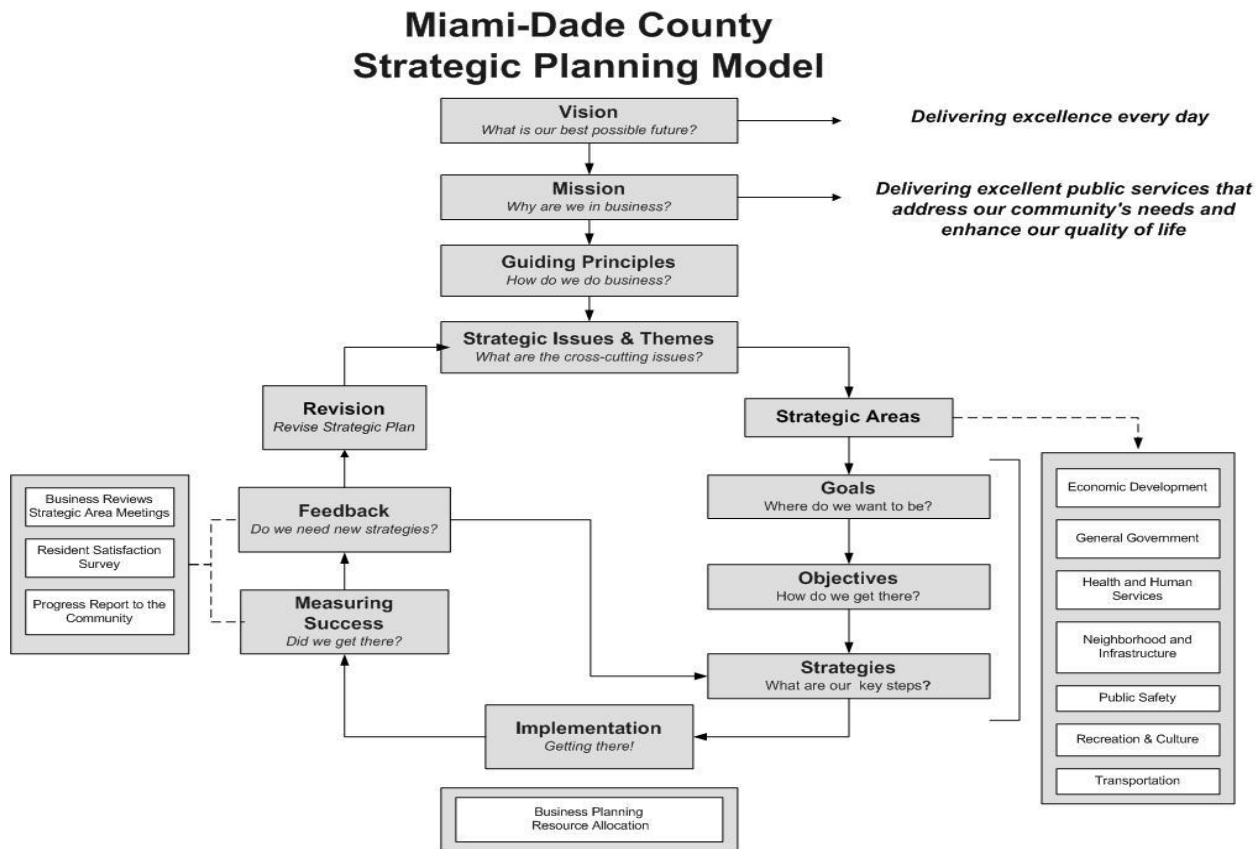 Miami-Dade County
Strategic Planning Model
Vision
What is our best possible future?
Delivering excellence every day
Mission
Why are we in business?
Delivering excellent public services that
address our community's needs and
enhance our quality of life
Guiding Principles
How do we do business?
Strategic Issues & Themes
What are the cross-cutting issues?
Revision
Revise Strategic Plan
Strategic Areas
Goals
Where do we want to be?
Objectives
How do we get there?
Strategies
What are our key steps?
Economic Development
General Government
Health and Human
Services
Neighborhood and
Infrastructure
Public Safety
Recreation & Culture
Transportation
Business Reviews
Strategic Area Meetings
Resident Satisfaction
Survey
Progress Report to the
Community
Feedback
Do we need new strategies?
Measuring
Success
Did we get there?
Implementation
Getting there!
Business Planning
Resource Allocation